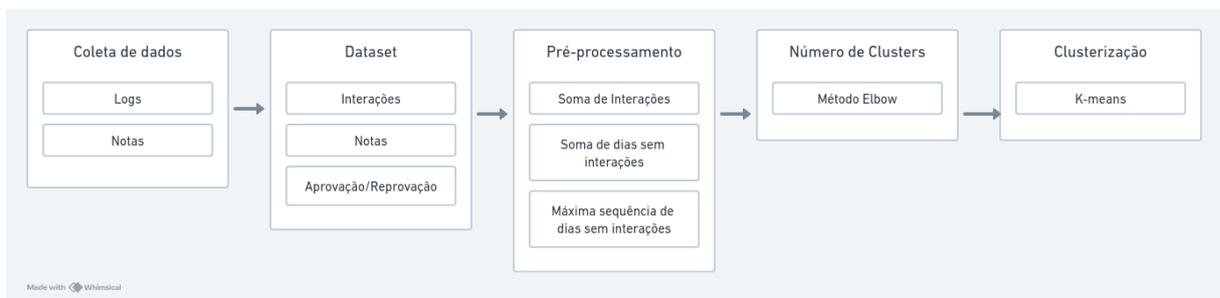 Coleta de dados
Logs
Notas
Dataset
Interações
Notas
Aprovação/Reprovação
Pré-processamento
Soma de Interações
Soma de dias sem
interações
Máxima sequência de
dias sem interações
Número de Clusters
Método Elbow
Clusterização
K-means
Made with Whimsical